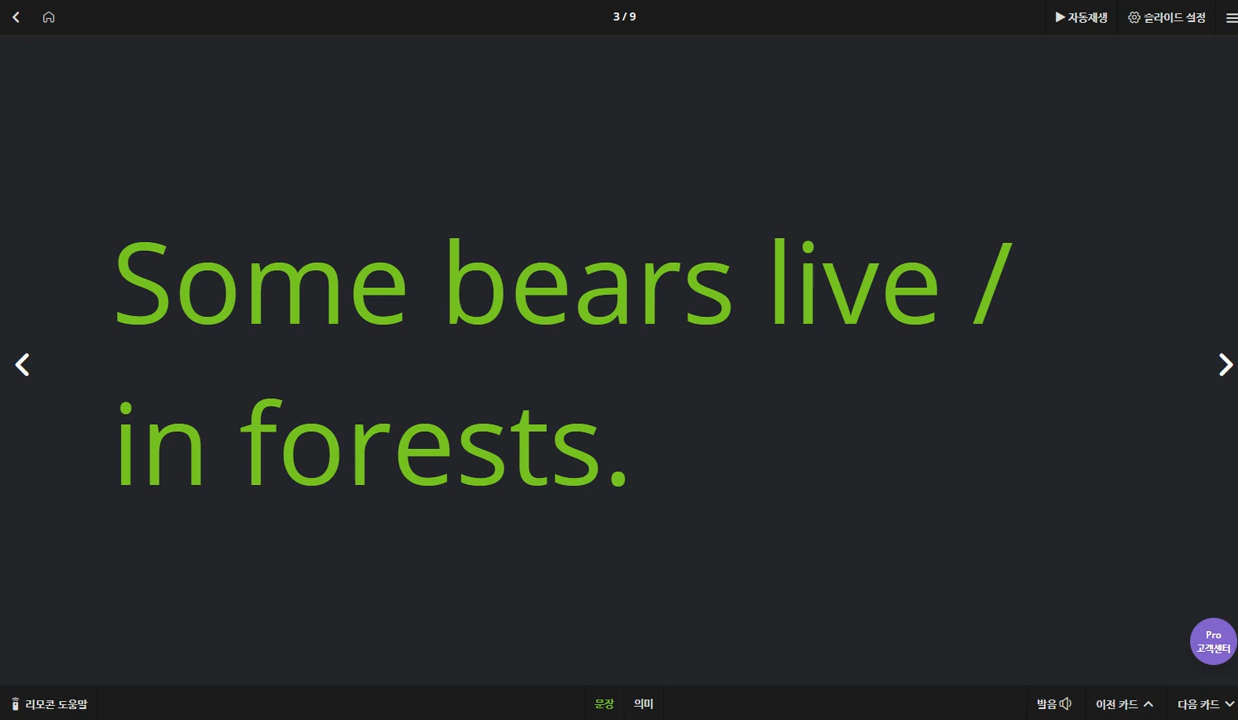 3 / 9
자동재생
슬라이드 설정
Some bears live /
in forests.
Pro
고객센터
리모콘 도움말
문장
의미
발음
이전 카드
다음 카드